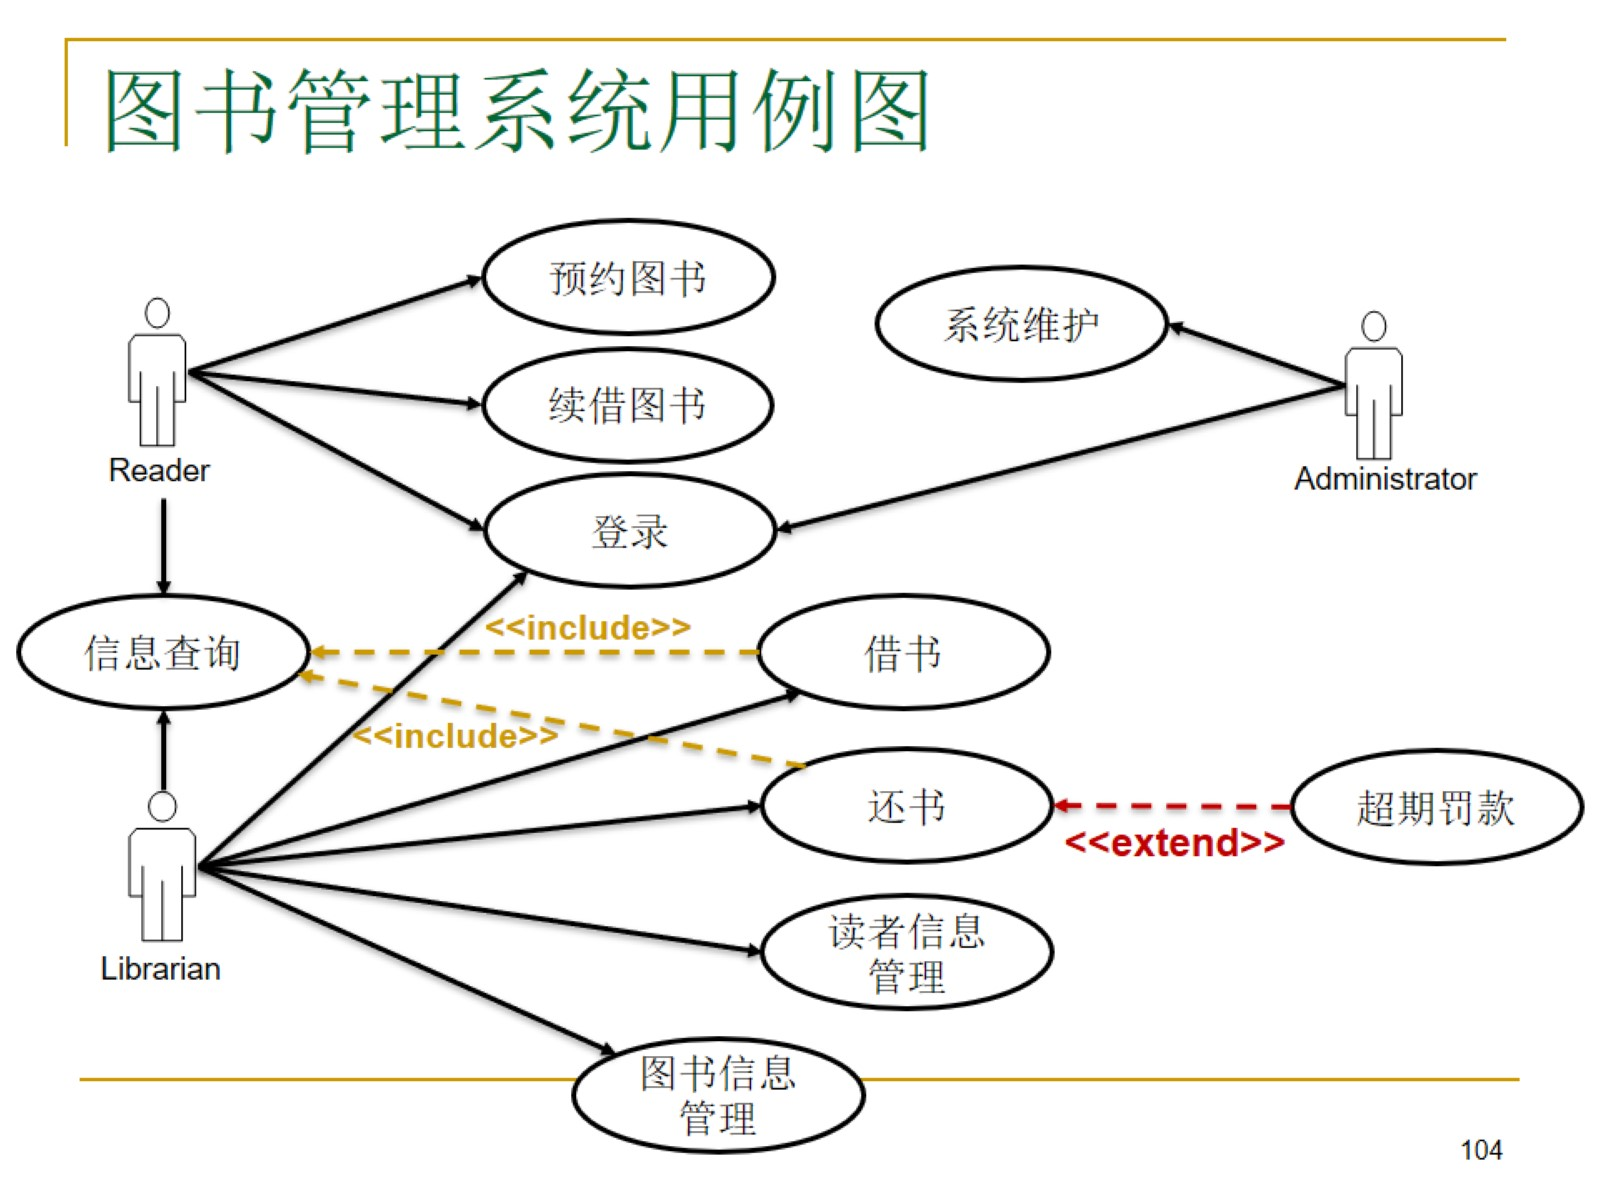 图书管理系统用例图
预约图书
系统维护
续借图书
Reader
Administrator
登录
<<include>>
信息查询
借书
<<include>>
还书
超期罚款
<<extend>>
读者信息
管理
Librarian
图书信息
管理
104